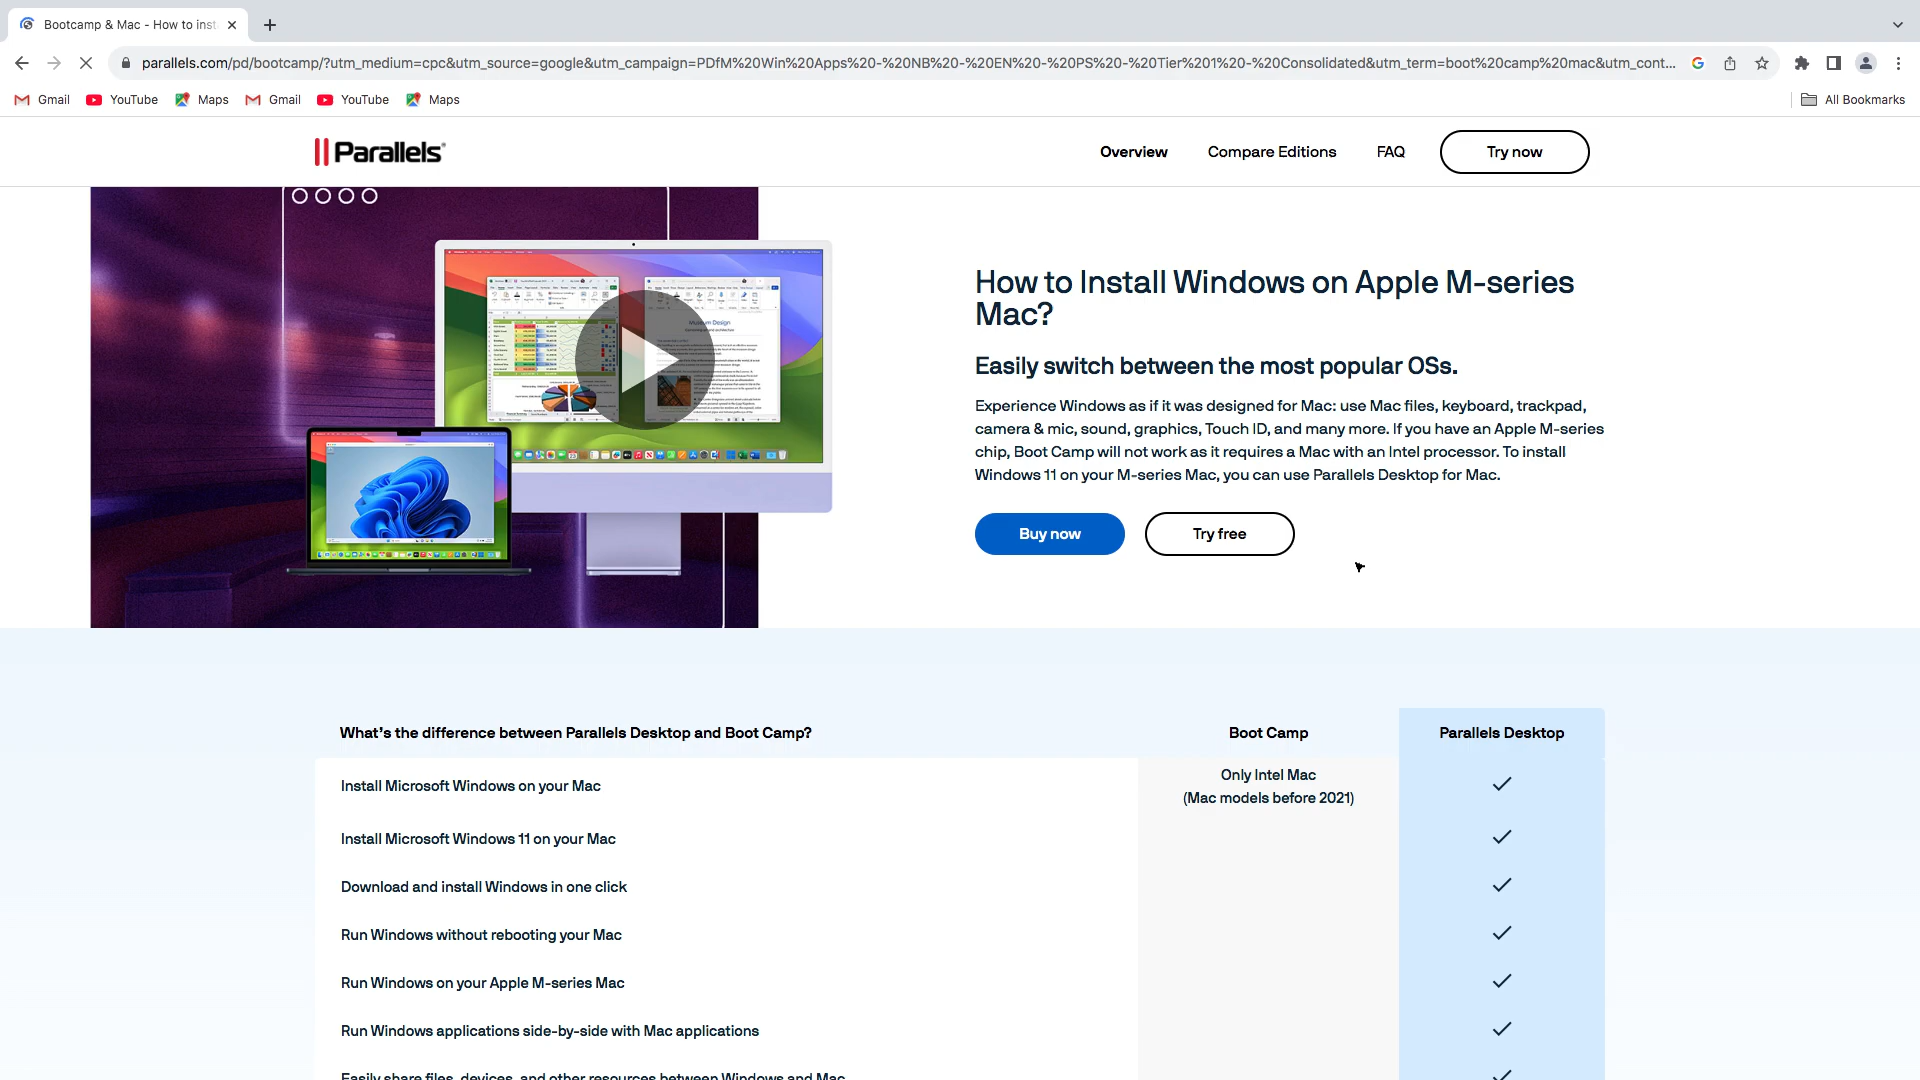 Bootcamp & Mac - How to inst
parallels.com/pd/bootcamp/?utm_medium=cpc&utm_source=google&utm_campaign=PDfM%20Win%20Apps%20-%20NB%20-%20EN%20-%20PS%20-%20Tier%201%20-%20Consolidated&utm_term=boot%20camp%20mac&utm_cont...
Gmail YouTube Maps Gmail YouTube Maps All Bookmarks
Parallels Overview Compare Editions FAQ Try now
How to Install Windows on Apple M-series
Mac?
Easily switch between the most popular OSs.
Experience Windows as if it was designed for Mac: use Mac files, keyboard, trackpad,
camera & mic, sound, graphics, Touch ID, and many more. If you have an Apple M-series
chip, Boot Camp will not work as it requires a Mac with an Intel processor. To install
Windows 11 on your M-series Mac, you can use Parallels Desktop for Mac.
Buy now Try free
What's the difference between Parallels Desktop and Boot Camp? Boot Camp Parallels Desktop
Install Microsoft Windows on your Mac
Only Intel Mac
(Mac models before 2021)
Install Microsoft Windows 11 on your Mac
Download and install Windows in one click
Run Windows without rebooting your Mac
Run Windows on your Apple M-series Mac
Run Windows applications side-by-side with Mac applications
Easily share files, devices, and other resources between Windows and Mac